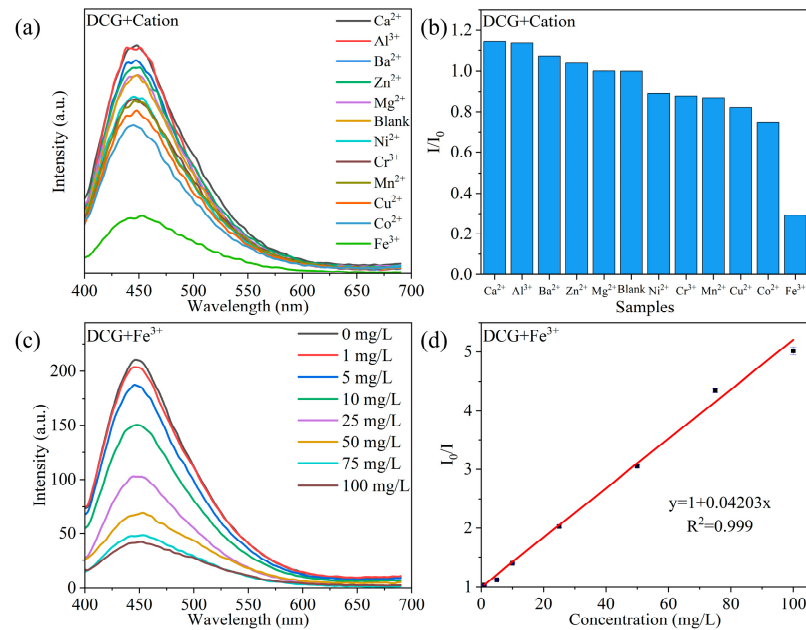 (a)
DCG+Cation
Ca²⁺
Al³⁺
Ba²⁺
Zn²⁺
Mg²⁺
Blank
Ni²⁺
Cr³⁺
Mn²⁺
Cu²⁺
Co²⁺
Fe³⁺
Intensity (a.u.)
400 450 500 550 600 650 700
Wavelength (nm)
DCG+Cation
(b)
I/I₀
1.2
1.0
0.8
0.6
0.4
0.2
0.0
Ca²⁺ Al³⁺ Ba²⁺ Zn²⁺ Mg²⁺ Blank Ni²⁺ Cr³⁺ Mn²⁺ Cu²⁺ Co²⁺ Fe³⁺
Samples
(c)
DCG+Fe³⁺
0 mg/L
1 mg/L
5 mg/L
10 mg/L
25 mg/L
50 mg/L
75 mg/L
100 mg/L
Intensity (a.u.)
200
150
100
50
0
400 450 500 550 600 650 700
Wavelength (nm)
(d)
DCG+Fe³⁺
I₀/I
5
4
3
2
1
y=1+0.04203x
R²=0.999
0 20 40 60 80 100
Concentration (mg/L)